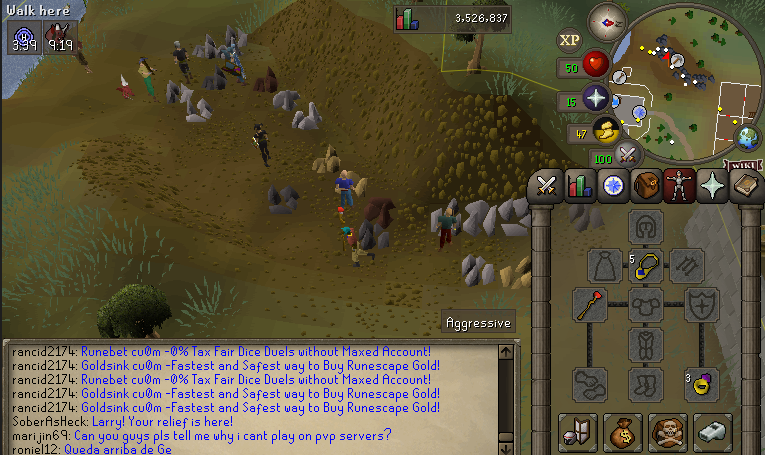 Walk here
3:39 9:19
3,526,837
XP
50
15
47
100
WIKI
5
3
Aggressive
rancid2174: Runebet cu0m -0% Tax Fair Dice Duels without Maxed Account!
rancid2174: Goldsink cu0m -Fastest and Safest way to Buy Runescape Gold!
rancid2174: Runebet cu0m -0% Tax Fair Dice Duels without Maxed Account!
rancid2174: Goldsink cu0m -Fastest and Safest way to Buy Runescape Gold!
rancid2174: Goldsink cu0m -Fastest and Safest way to Buy Runescape Gold!
SoberAsHeck: Larry! Your relief is here!
marijin69: Can you guys pls tell me why i cant play on pvp servers?
roniel12: Queda arriba de Ge